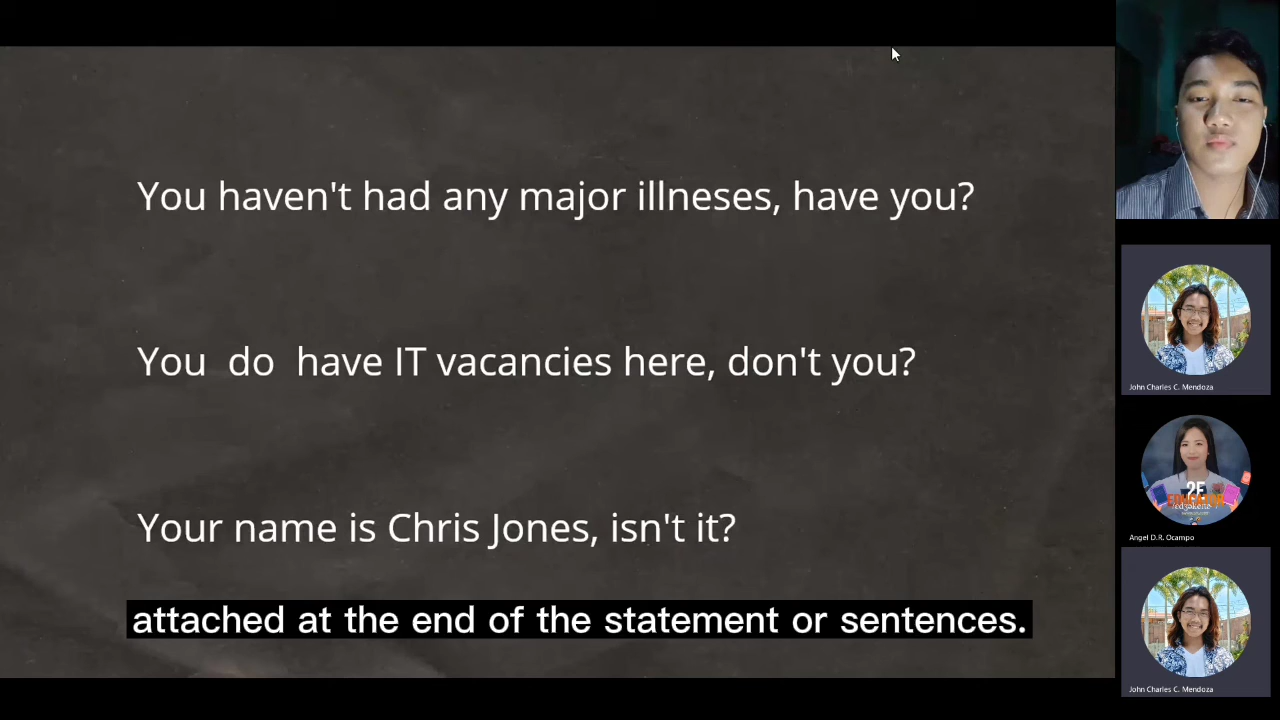 You haven't had any major illneses, have you?
You do have IT vacancies here, don't you?
Your name is Chris Jones, isn't it?
attached at the end of the statement or sentences.
John Charles C. Mendoza
Angel D.R. Ocampo
John Charles C. Mendoza